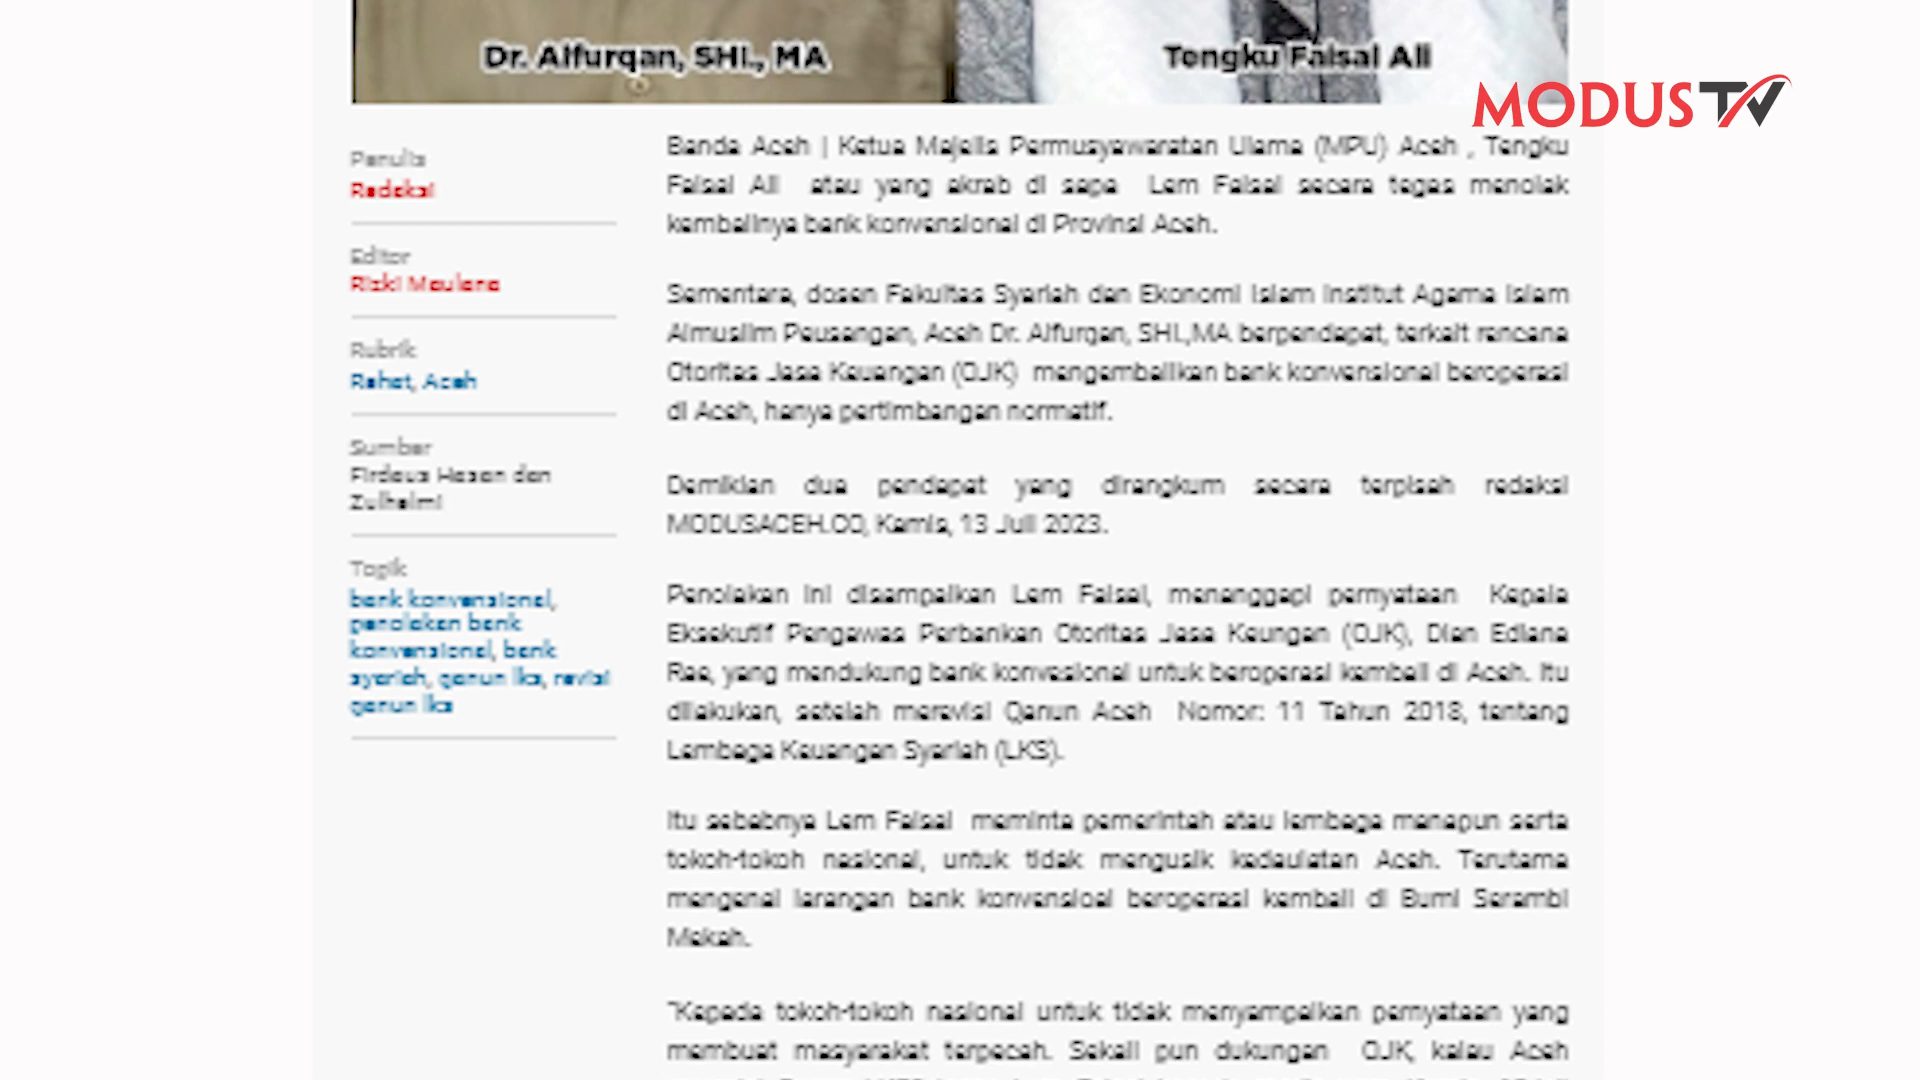 Dr. Alfurqan, SHI., MA
Tengku Faisal Ali
MODUS TV
Penulis
Redaksi
Editor
Rizki Maulana
Rubrik
Rehat, Aceh
Sumber
Firdaus Hasan dan
Zulhelmi
Topik
bank konvensional,
penolakan bank
konvensional, bank
syariah, qanun lks, revisi
qanun lks
Banda Aceh | Ketua Majelis Permusyawaratan Ulama (MPU) Aceh , Tengku
Faisal Ali atau yang akrab di sapa Lem Faisal secara tegas menolak
kembalinya bank konvensional di Provinsi Aceh.
Sementara, dosen Fakultas Syariah dan Ekonomi Islam Institut Agama Islam
Almuslim Peusangan, Aceh Dr. Alfurqan, SHI.,MA berpendapat, terkait rencana
Otoritas Jasa Keuangan (OJK) mengembalikan bank konvensional beroperasi
di Aceh, hanya pertimbangan normatif.
Demikian dua pendapat yang dirangkum secara terpisah redaksi
MODUSACEH.CO, Kamis, 13 Juli 2023.
Penolakan ini disampaikan Lem Faisal, menanggapi pernyataan Kepala
Eksekutif Pengawas Perbankan Otoritas Jasa Keungan (OJK), Dian Ediana
Rae, yang mendukung bank konvesional untuk beroperasi kembali di Aceh. Itu
dilakukan, setelah merevisi Qanun Aceh Nomor: 11 Tahun 2018, tentang
Lembaga Keuangan Syariah (LKS).
Itu sebabnya Lem Faisal meminta pemerintah atau lembaga manapun serta
tokoh-tokoh nasional, untuk tidak mengusik kedaulatan Aceh. Terutama
mengenai larangan bank konvensioal beroperasi kembali di Bumi Serambi
Mekah.
"Kepada tokoh-tokoh nasional untuk tidak menyampaikan pernyataan yang
membuat masyarakat terpecah. Sekali pun dukungan OJK, kalau Aceh